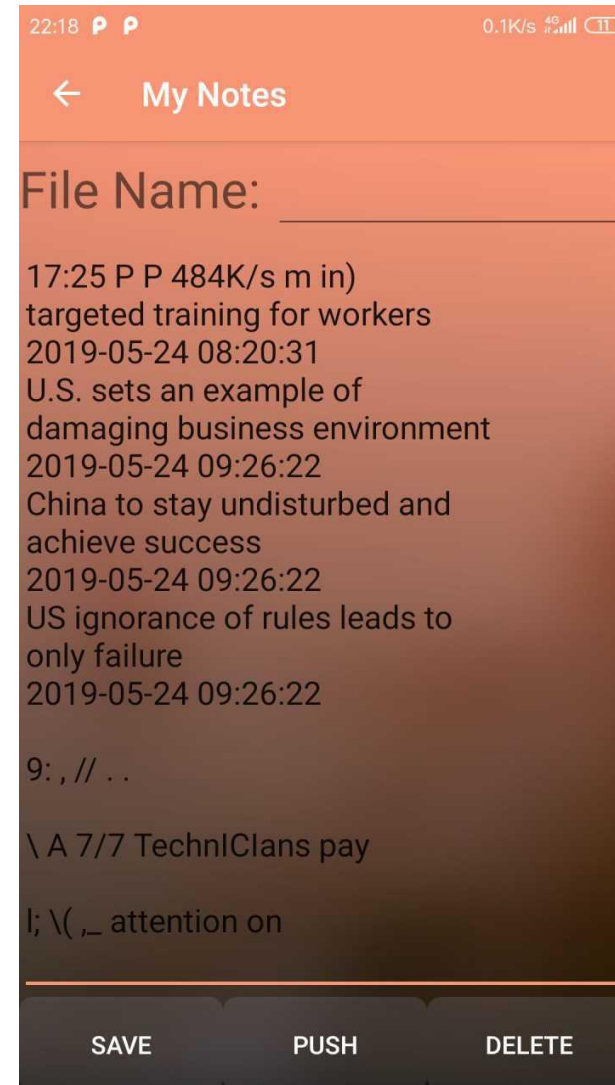 22:18 P P 0.1K/s 4G 11
My Notes
File Name:
17:25 P P 484K/s m in)
targeted training for workers
2019-05-24 08:20:31
U.S. sets an example of
damaging business environment
2019-05-24 09:26:22
China to stay undisturbed and
achieve success
2019-05-24 09:26:22
US ignorance of rules leads to
only failure
2019-05-24 09:26:22
9: , // . .
\ A 7/7 TechnIClans pay
l; \( ,_ attention on
SAVE PUSH DELETE